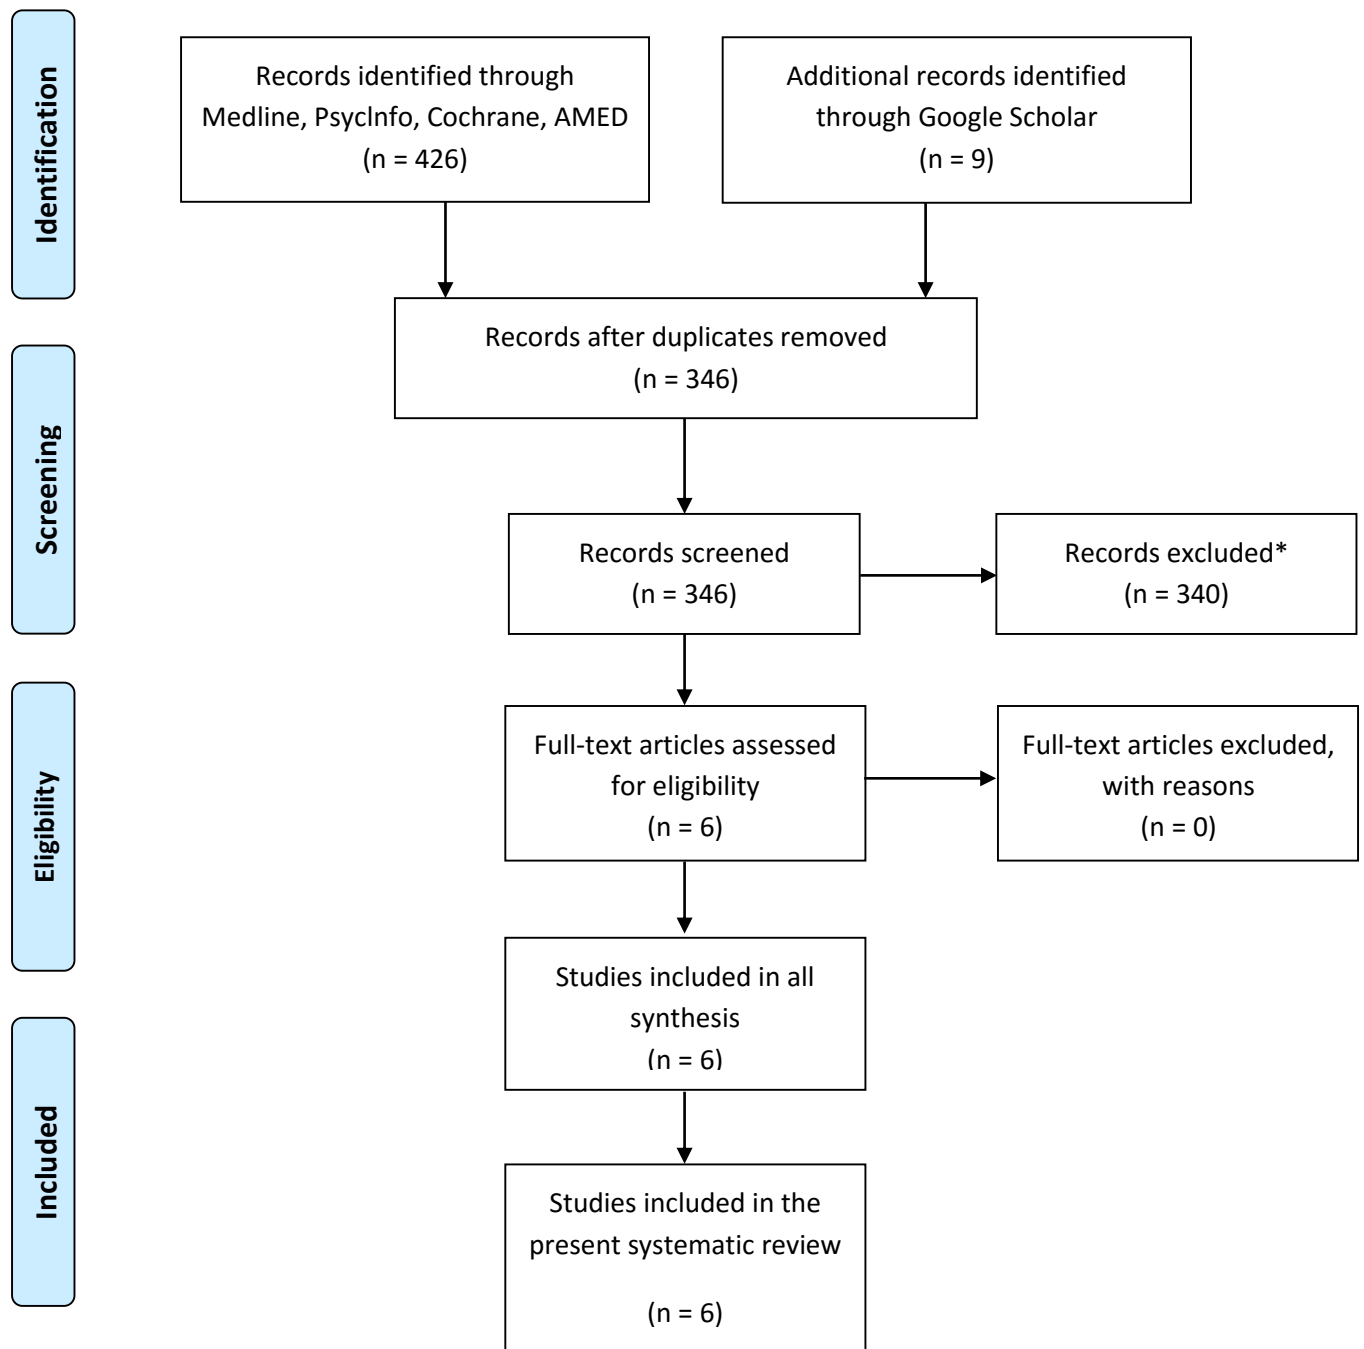 Identification
Records identified through
Medline, PsycInfo, Cochrane, AMED
(n = 426)
Additional records identified
through Google Scholar
(n = 9)
Records after duplicates removed
(n = 346)
Screening
Records screened
(n = 346)
Records excluded*
(n = 340)
Eligibility
Full-text articles assessed
for eligibility
(n = 6)
Full-text articles excluded,
with reasons
(n = 0)
Studies included in all
synthesis
(n = 6)
Included
Studies included in the
present systematic review
(n = 6)